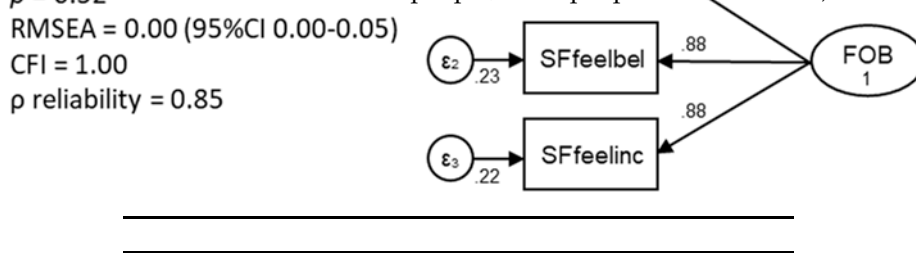 RMSEA = 0.00 (95%CI 0.00-0.05)
CFI = 1.00
ρ reliability = 0.85
ε2
.23
SFfeelbel
.88
FOB
1
.88
ε3
.22
SFfeelinc